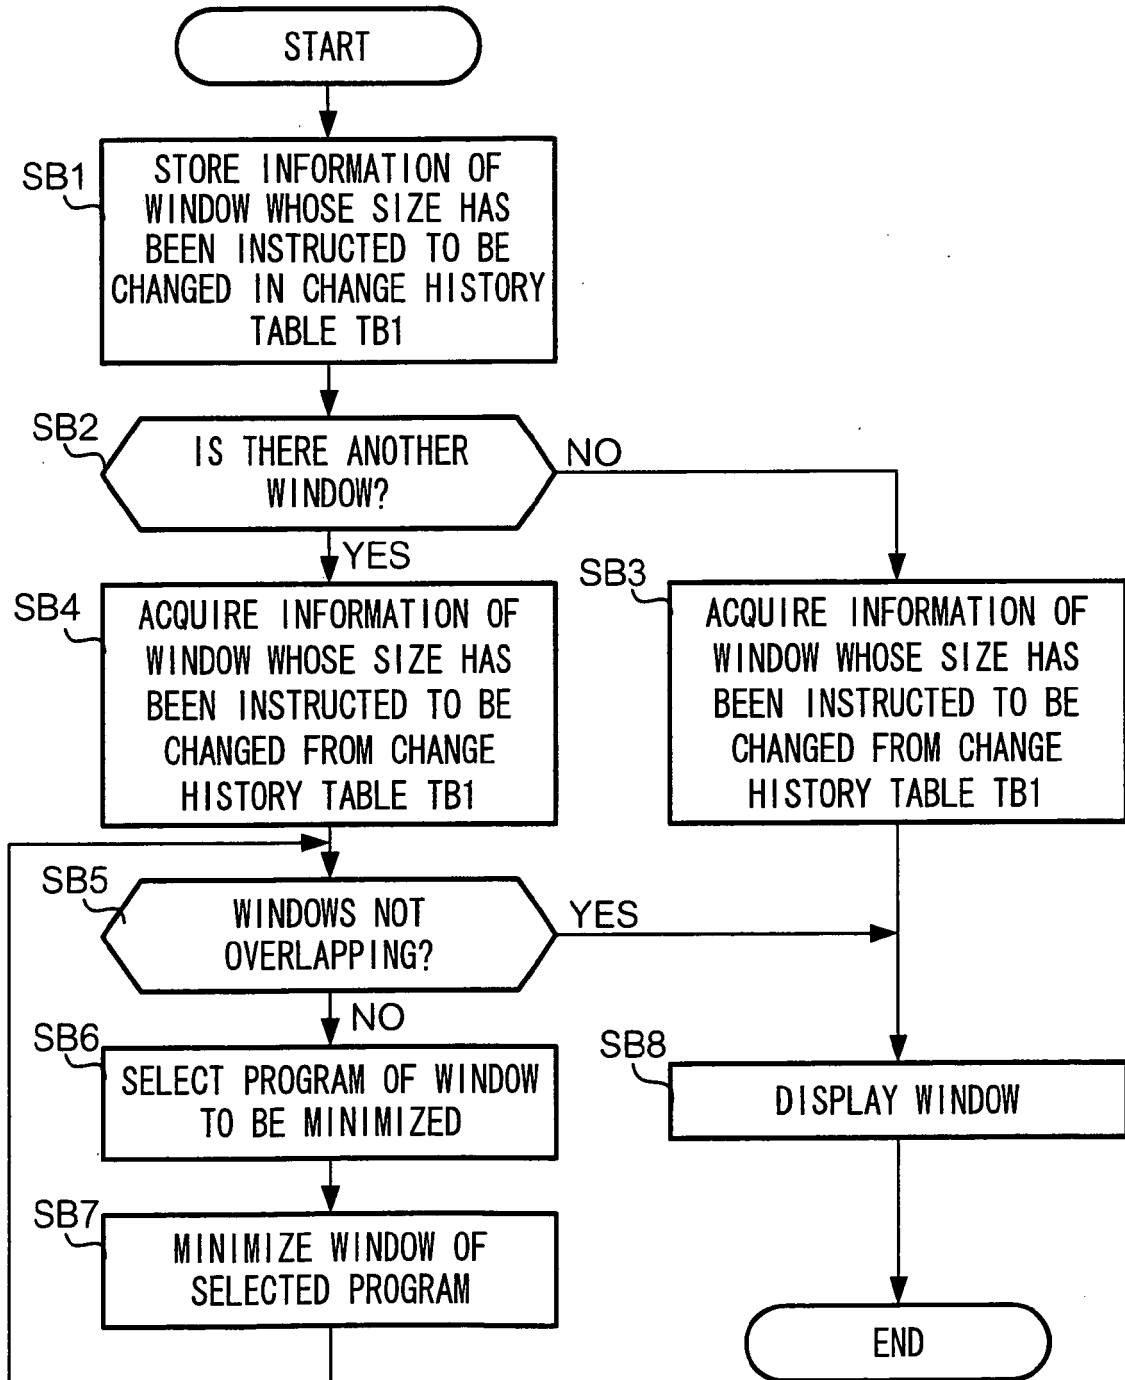 START
SB1
STORE INFORMATION OF
WINDOW WHOSE SIZE HAS
BEEN INSTRUCTED TO BE
CHANGED IN CHANGE HISTORY
TABLE TB1
SB2
IS THERE ANOTHER
WINDOW?
NO
YES
SB4
ACQUIRE INFORMATION OF
WINDOW WHOSE SIZE HAS
BEEN INSTRUCTED TO BE
CHANGED FROM CHANGE
HISTORY TABLE TB1
SB3
ACQUIRE INFORMATION OF
WINDOW WHOSE SIZE HAS
BEEN INSTRUCTED TO BE
CHANGED FROM CHANGE
HISTORY TABLE TB1
SB5
WINDOWS NOT
OVERLAPPING?
YES
NO
SB6
SELECT PROGRAM OF WINDOW
TO BE MINIMIZED
SB7
MINIMIZE WINDOW OF
SELECTED PROGRAM
SB8
DISPLAY WINDOW
END